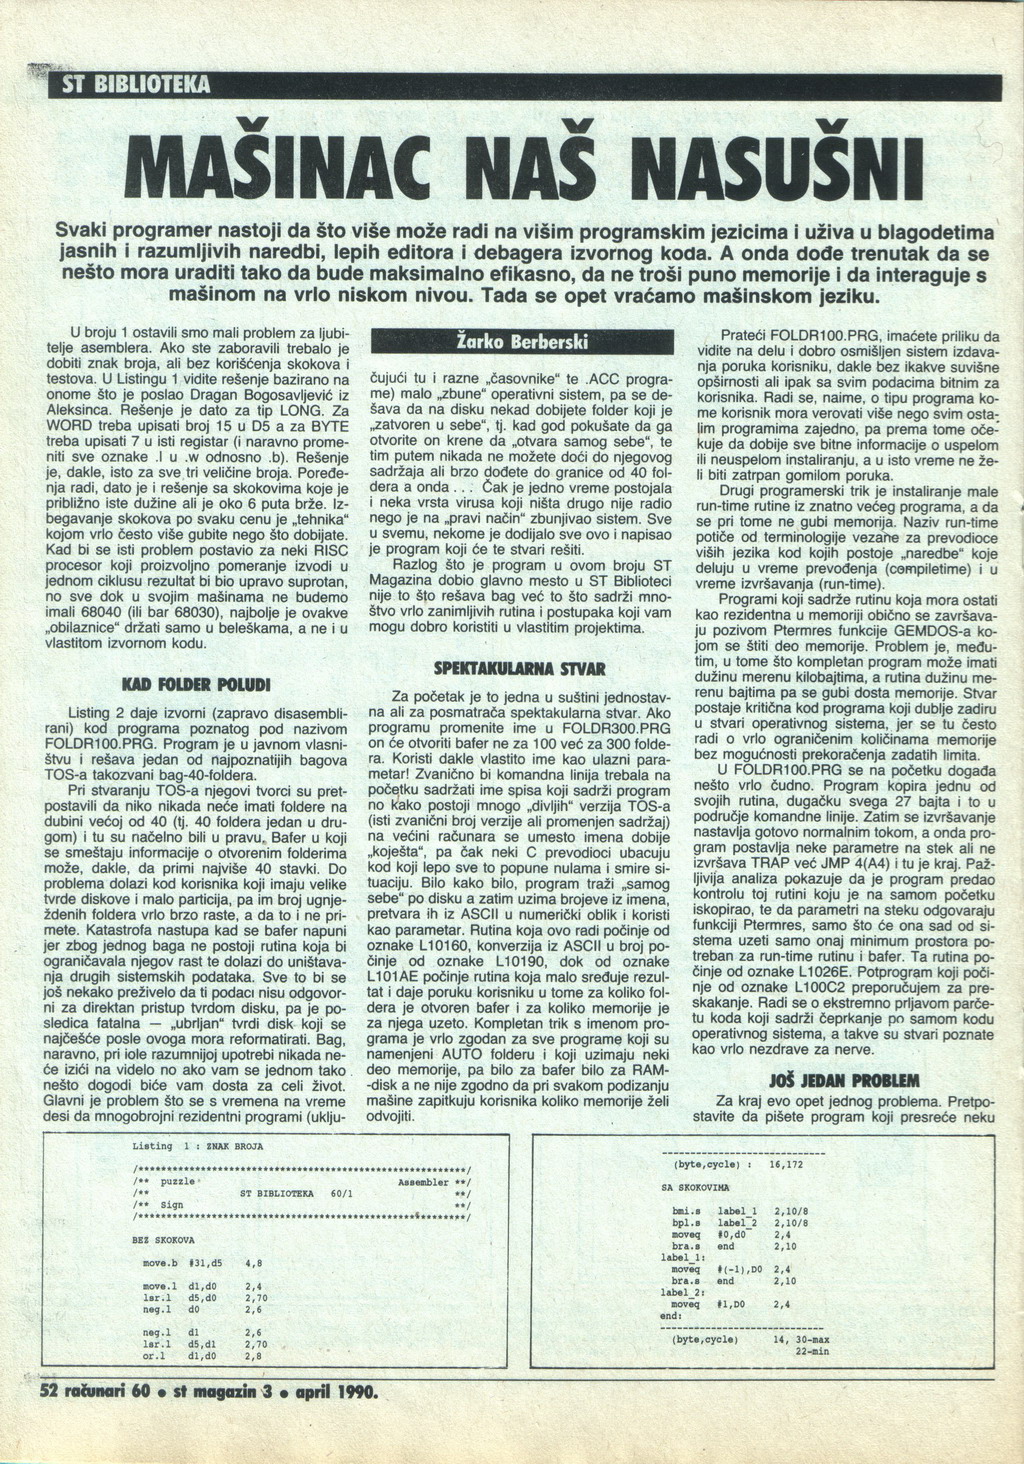 ST BIBLIOTEKA
MAŠINAC NAŠ NASUŠNI
Svaki programer nastoji da što više može radi na višim programskim jezicima i uživa u blagodetima
jasnih i razumljivih naredbi, lepih editora i debagera izvornog koda. A onda dođe trenutak da se
nešto mora uraditi tako da bude maksimalno efikasno, da ne troši puno memorije i da interaguje s
mašinom na vrlo niskom nivou. Tada se opet vraćamo mašinskom jeziku.
U broju 1 ostavili smo mali problem za ljubi-
telje asemblera. Ako ste zaboravili trebalo je
dobiti znak broja, ali bez korišćenja skokova i
testova. U Listingu 1 vidite rešenje bazirano na
onome što je poslao Dragan Bogosavljević iz
Aleksinca. Rešenje je dato za tip LONG. Za
WORD treba upisati broj 15 u D5 a za BYTE
treba upisati 7 u isti registar (i naravno prome-
niti sve oznake .l u .w odnosno .b). Rešenje
je, dakle, isto za sve tri veličine broja. Poređe-
nja radi, dato je i rešenje sa skokovima koje je
približno iste dužine ali je oko 6 puta brže. Iz-
begavanje skokova po svaku cenu je „tehnika“
kojom vrlo često više gubite nego što dobijate.
Kad bi se isti problem postavio za neki RISC
procesor koji proizvoljno pomeranje izvodi u
jednom ciklusu rezultat bi bio upravo suprotan,
no sve dok u svojim mašinama ne budemo
imali 68040 (ili bar 68030), najbolje je ovakve
„obilaznice“ držati samo u beleškama, a ne i u
vlastitom izvornom kodu.
KAD FOLDER POLUDI
Listing 2 daje izvorni (zapravo disasembli-
rani) kod programa poznatog pod nazivom
FOLDR100.PRG. Program je u javnom vlasni-
štvu i rešava jedan od najpoznatijih bagova
TOS-a takozvani bag-40-foldera.
Pri stvaranju TOS-a njegovi tvorci su pret-
postavili da niko nikada neće imati foldere na
dubini većoj od 40 (tj. 40 foldera jedan u dru-
gom) i tu su načelno bili u pravu. Bafer u koji
se smeštaju informacije o otvorenim folderima
može, dakle, da primi najviše 40 stavki. Do
problema dolazi kod korisnika koji imaju velike
tvrde diskove i malo particija, pa im broj ugnje-
ždenih foldera vrlo brzo raste, a da to i ne pri-
mete. Katastrofa nastupa kad se bafer napuni
jer zbog jednog baga ne postoji rutina koja bi
ograničavala njegov rast te dolazi do uništava-
nja drugih sistemskih podataka. Sve to bi se
još nekako preživelo da ti podaci nisu odgovor-
ni za direktan pristup tvrdom disku, pa je po-
sledica fatalna — „ubrljan“ tvrdi disk koji se
najčešće posle ovoga mora reformatirati. Bag,
naravno, pri iole razumnijoj upotrebi nikada ne-
će izići na videlo no ako vam se jednom tako
nešto dogodi biće vam dosta za celi život.
Glavni je problem što se s vremena na vreme
desi da mnogobrojni rezidentni programi (uklju-
Žarko Berberski
čujući tu i razne „časovnike“ te .ACC progra-
me) malo „zbune“ operativni sistem, pa se de-
šava da na disku nekad dobijete folder koji je
„zatvoren u sebe“, tj. kad god pokušate da ga
otvorite on krene da „otvara samog sebe“, te
tim putem nikada ne možete doći do njegovog
sadržaja ali brzo dođete do granice od 40 fol-
dera a onda . . . Čak je jedno vreme postojala
i neka vrsta virusa koji ništa drugo nije radio
nego je na „pravi način“ zbunjivao sistem. Sve
u svemu, nekome je dodijalo sve ovo i napisao
je program koji će te stvari rešiti.
Razlog što je program u ovom broju ST
Magazina dobio glavno mesto u ST Biblioteci
nije to što rešava bag već to što sadrži mno-
štvo vrlo zanimljivih rutina i postupaka koji vam
mogu dobro koristiti u vlastitim projektima.
SPEKTAKULARNA STVAR
Za početak je to jedna u suštini jednostav-
na ali za posmatrača spektakularna stvar. Ako
programu promenite ime u FOLDR300.PRG
on će otvoriti bafer ne za 100 već za 300 folde-
ra. Koristi dakle vlastito ime kao ulazni para-
metar! Zvanično bi komandna linija trebala na
početku sadržati ime spisa koji sadrži program
no kako postoji mnogo „divljih“ verzija TOS-a
(isti zvanični broj verzije ali promenjen sadržaj)
na većini računara se umesto imena dobije
„koješta“, pa čak neki C prevodioci ubacuju
kod koji lepo sve to popune nulama i smire si-
tuaciju. Bilo kako bilo, program traži „samog
sebe“ po disku a zatim uzima brojeve iz imena,
pretvara ih iz ASCII u numerički oblik i koristi
kao parametar. Rutina koja ovo radi počinje od
oznake L10160, konverzija iz ASCII u broj po-
činje od oznake L10190, dok od oznake
L101AE počinje rutina koja malo sređuje rezul-
tat i daje poruku korisniku u tome za koliko fol-
dera je otvoren bafer i za koliko memorije je
za njega uzeto. Kompletan trik s imenom pro-
grama je vrlo zgodan za sve programe koji su
namenjeni AUTO folderu i koji uzimaju neki
deo memorije, pa bilo za bafer bilo za RAM-
-disk a ne nije zgodno da pri svakom podizanju
mašine zapitkuju korisnika koliko memorije želi
odvojiti.
Prateći FOLDR100.PRG, imaćete priliku da
vidite na delu i dobro osmišljen sistem izdava-
nja poruka korisniku, dakle bez ikakve suvišne
opširnosti ali ipak sa svim podacima bitnim za
korisnika. Radi se, naime, o tipu programa ko-
me korisnik mora verovati više nego svim osta-
lim programima zajedno, pa prema tome oče-
kuje da dobije sve bitne informacije o uspelom
ili neuspelom instaliranju, a u isto vreme ne že-
li biti zatrpan gomilom poruka.
Drugi programerski trik je instaliranje male
run-time rutine iz znatno većeg programa, a da
se pri tome ne gubi memorija. Naziv run-time
potiče od terminologije vezane za prevodioce
viših jezika kod kojih postoje „naredbe“ koje
deluju u vreme prevođenja (compiletime) i u
vreme izvršavanja (run-time).
Programi koji sadrže rutinu koja mora ostati
kao rezidentna u memoriji obično se završava-
ju pozivom Ptermres funkcije GEMDOS-a ko-
jom se štiti deo memorije. Problem je, među-
tim, u tome što kompletan program može imati
dužinu merenu kilobajtima, a rutina dužinu me-
renu bajtima pa se gubi dosta memorije. Stvar
postaje kritična kod programa koji dublje zadiru
u stvari operativnog sistema, jer se tu često
radi o vrlo ograničenim količinama memorije
bez mogućnosti prekoračenja zadatih limita.
U FOLDR100.PRG se na početku događa
nešto vrlo čudno. Program kopira jednu od
svojih rutina, dugačku svega 27 bajta i to u
područje komandne linije. Zatim se izvršavanje
nastavlja gotovo normalnim tokom, a onda pro-
gram postavlja neke parametre na stek ali ne
izvršava TRAP već JMP 4(A4) i tu je kraj. Paž-
ljivija analiza pokazuje da je program predao
kontrolu toj rutini koju je na samom početku
iskopirao, te da parametri na steku odgovaraju
funkciji Ptermres, samo što će ona sad od si-
stema uzeti samo onaj minimum prostora po-
treban za run-time rutinu i bafer. Ta rutina po-
činje od oznake L1026E. Potprogram koji poči-
nje od oznake L100C2 preporučujem za pre-
skakanje. Radi se o ekstremno prljavom parče-
tu koda koji sadrži čeprkanje po samom kodu
operativnog sistema, a takve su stvari poznate
kao vrlo nezdrave za nerve.
JOŠ JEDAN PROBLEM
Za kraj evo opet jednog problema. Pretpo-
stavite da pišete program koji presreće neku
Listing 1 : ZNAK BROJA
/**********************************************************/
/** puzzle Assembler **/
/** ST BIBLIOTEKA 60/1 **/
/** Sign **/
/**********************************************************/
BEZ SKOKOVA
move.b #31,d5 4,8
move.l d1,d0 2,4
lsr.l d5,d0 2,70
neg.l d0 2,6
neg.l d1 2,6
lsr.l d5,d1 2,70
or.l d1,d0 2,8
-----------------------------
(byte,cycle) : 16,172
SA SKOKOVIMA
bmi.s label_1 2,10/8
bpl.s label_2 2,10/8
moveq #0,d0 2,4
bra.s end 2,10
label_1:
moveq #(-1),D0 2,4
bra.s end 2,10
label_2:
moveq #1,D0 2,4
end:
-----------------------------
(byte,cycle) 14, 30-max
22-min
52 računari 60 • st magazin 3 • april 1990.